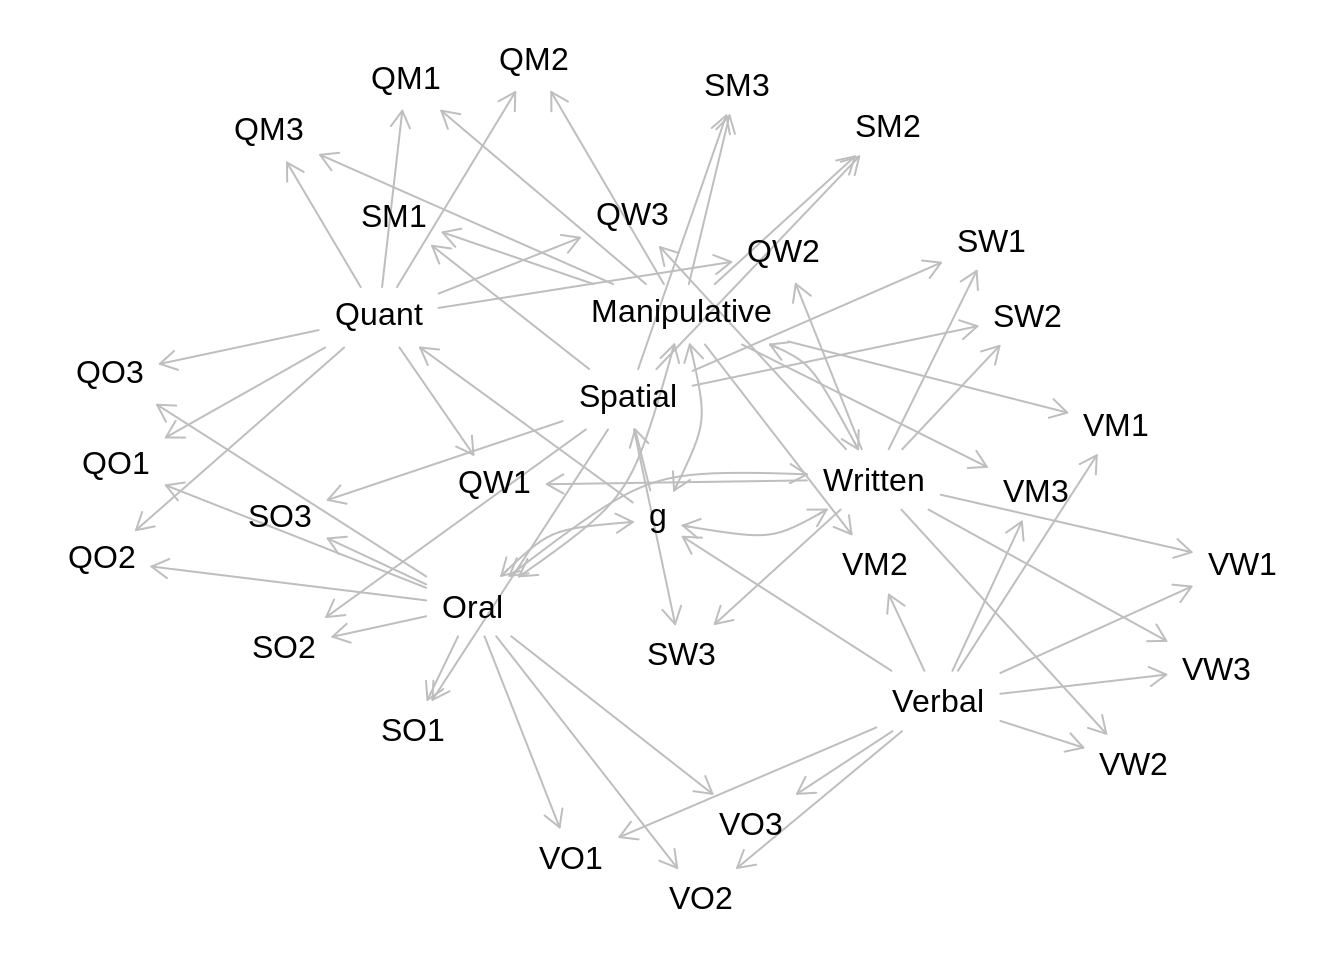 QM2
QM1
SM3
SM2
QM3
SM1
QW3
QW2
SW1
Quant
Manipulative
SW2
QO3
Spatial
VM1
QO1
QW1
Written
VM3
SO3
g
QO2
VM2
VW1
Oral
SO2
SW3
VW3
Verbal
SO1
VW2
VO3
VO1
VO2